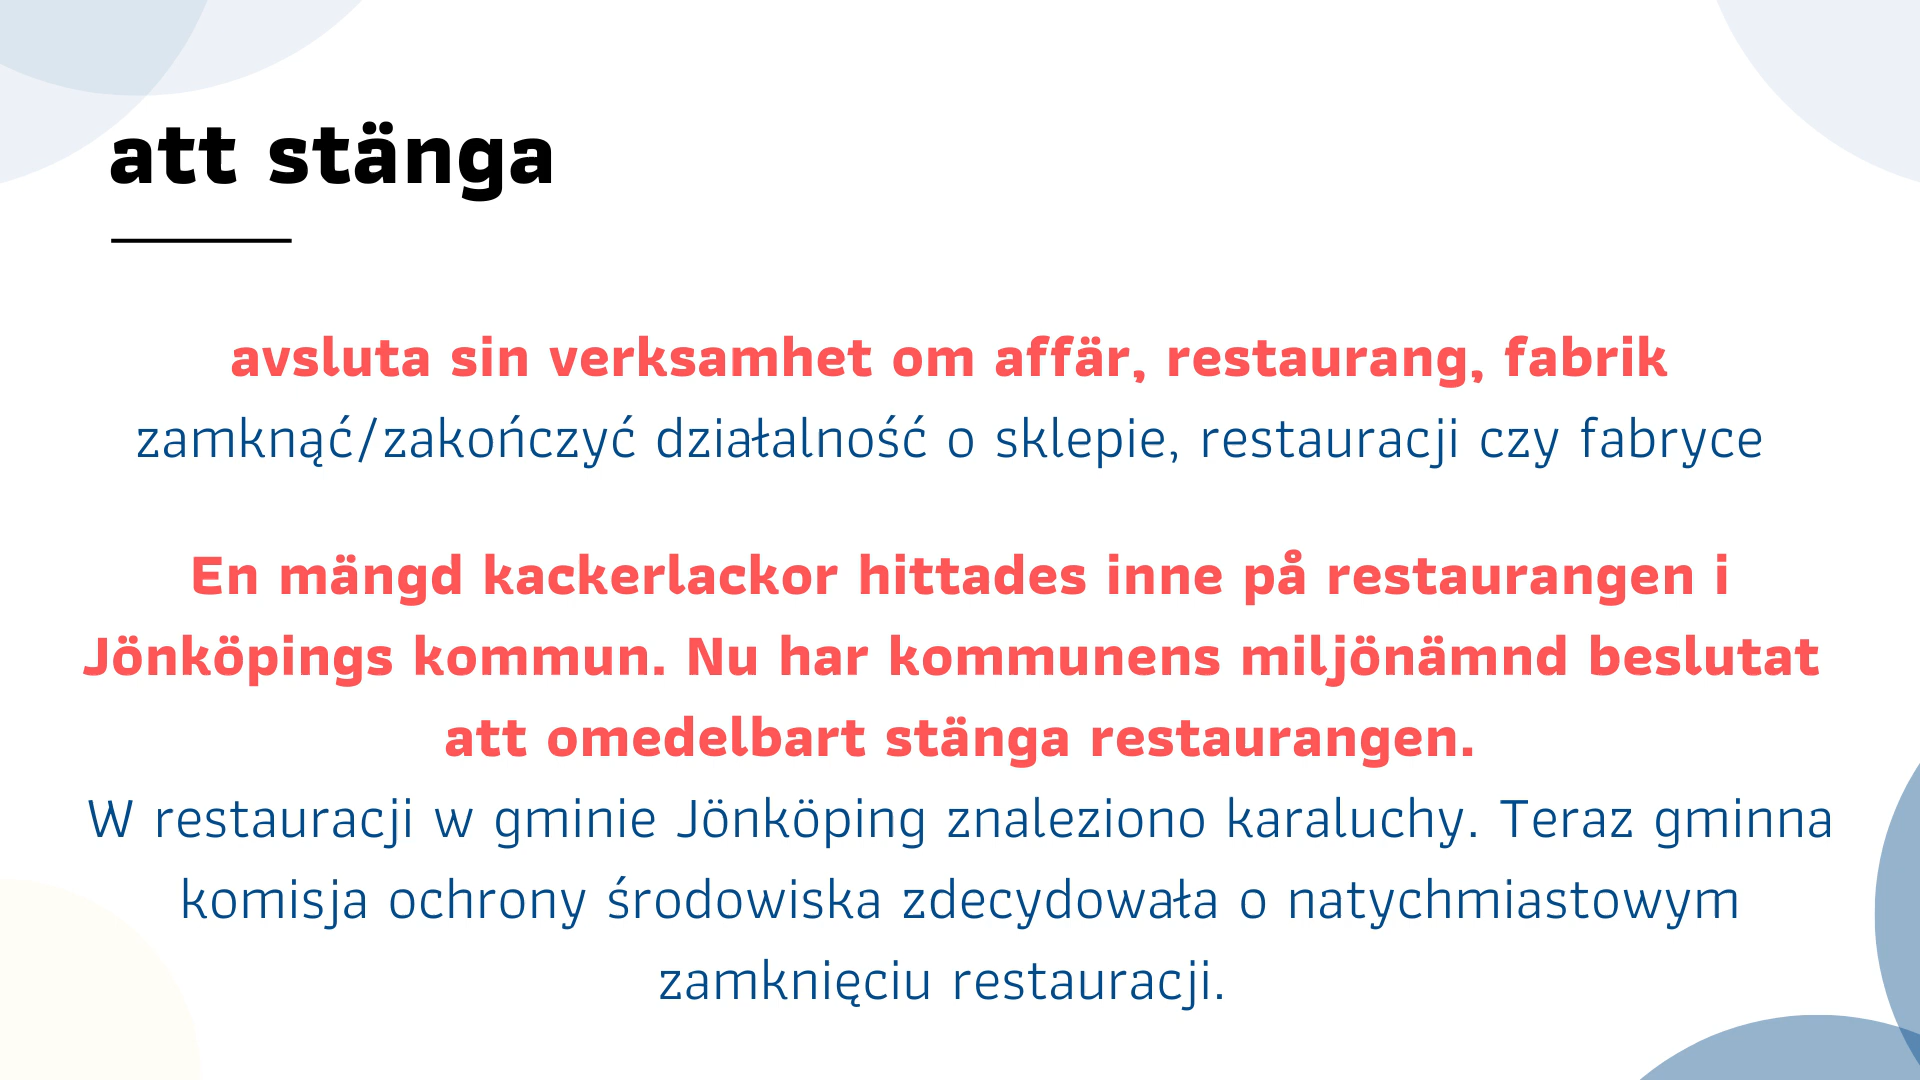 att stänga
avsluta sin verksamhet om affär, restaurang, fabrik
zamknąć/zakończyć działalność o sklepie, restauracji czy fabryce
En mängd kackerlackor hittades inne på restaurangen i
Jönköpings kommun. Nu har kommunens miljönämnd beslutat
att omedelbart stänga restaurangen.
W restauracji w gminie Jönköping znaleziono karaluchy. Teraz gminna
komisja ochrony środowiska zdecydowała o natychmiastowym
zamknięciu restauracji.